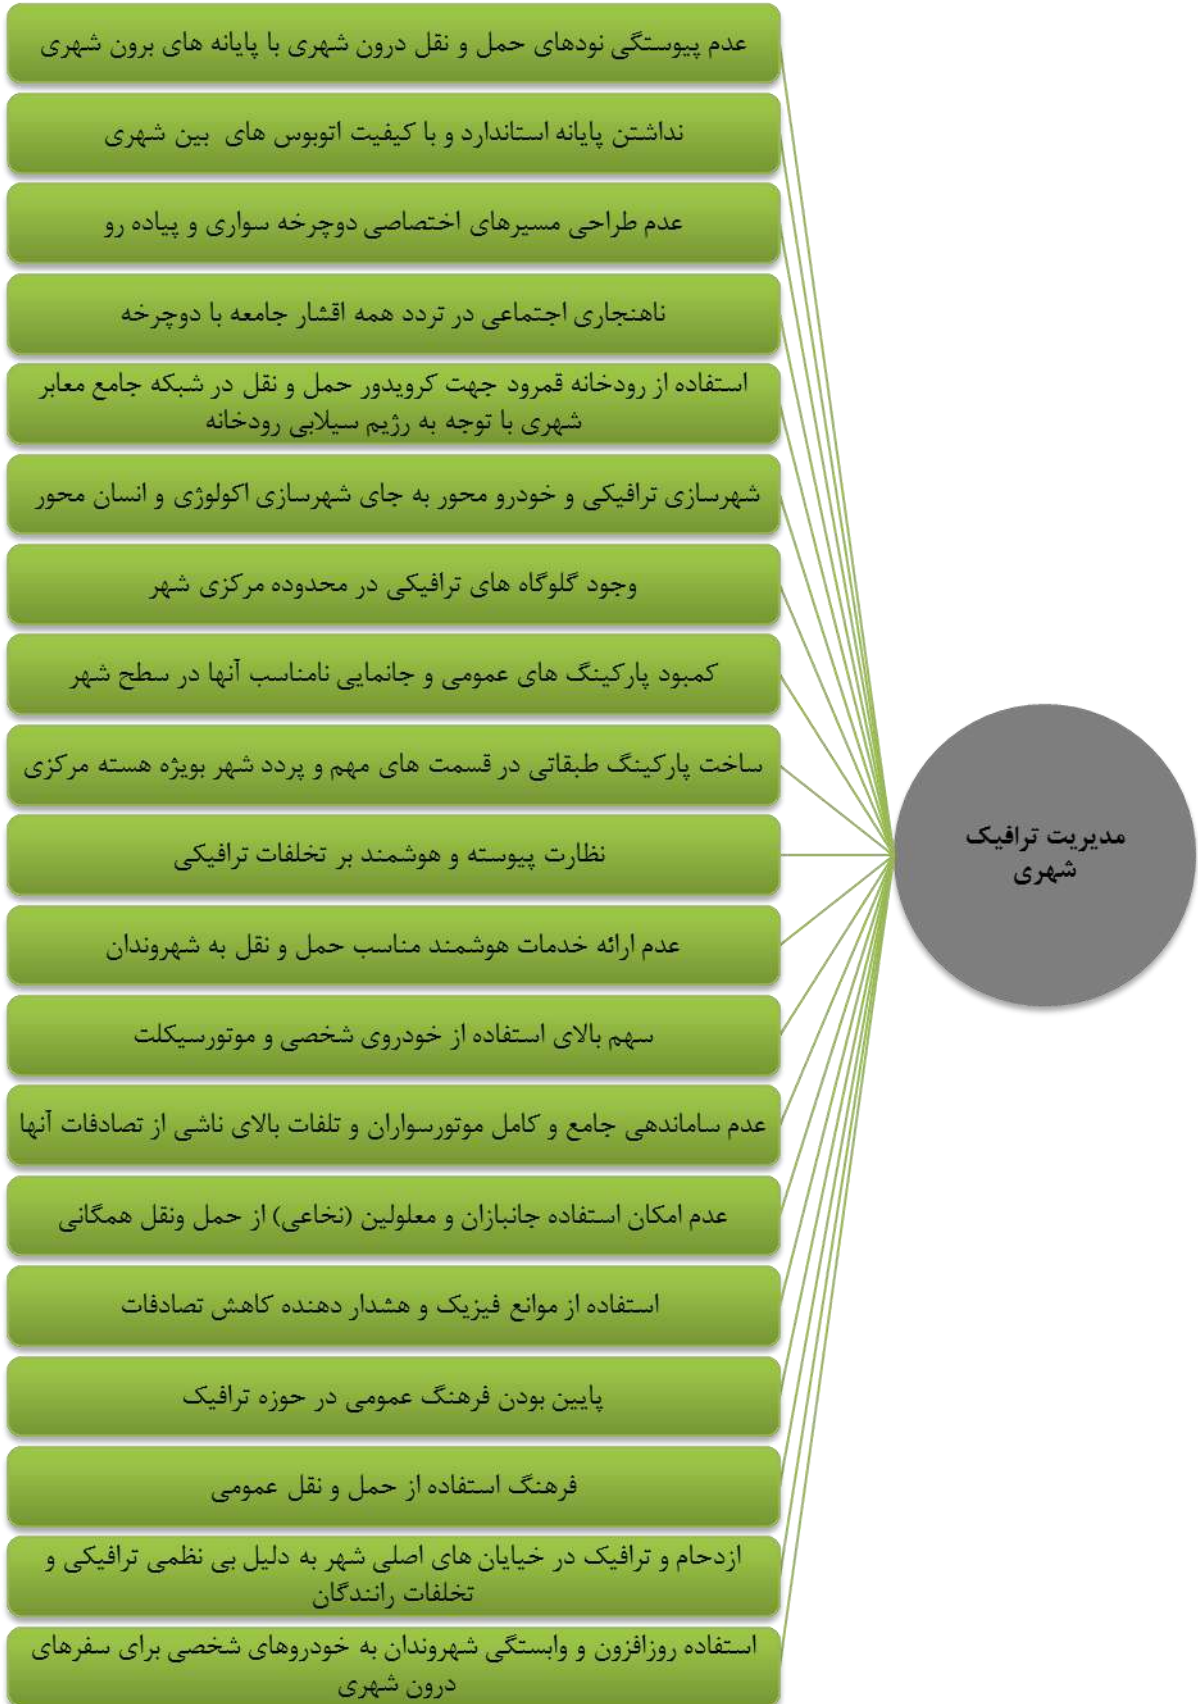 عدم پیوستگی نودهای حمل و نقل درون شهری با پایانه های برون شهری
نداشتن پایانه استاندارد و با کیفیت اتوبوس های بین شهری
عدم طراحی مسیرهای اختصاصی دوچرخه سواری و پیاده رو
ناهنجاری اجتماعی در تردد همه اقشار جامعه با دوچرخه
استفاده از رودخانه قمرود جهت کرویدور حمل و نقل در شبکه جامع معابر
شهری با توجه به رژیم سیلابی رودخانه
شهرسازی ترافیکی و خودرو محور به جای شهرسازی اکولوژی و انسان محور
وجود گلوگاه های ترافیکی در محدوده مرکزی شهر
کمبود پارکینگ های عمومی و جانمایی نامناسب آنها در سطح شهر
ساخت پارکینگ طبقاتی در قسمت های مهم و پردد شهر بویژه هسته مرکزی
نظارت پیوسته و هوشمند بر تخلفات ترافیکی
عدم ارائه خدمات هوشمند مناسب حمل و نقل به شهروندان
سهم بالای استفاده از خودروی شخصی و موتورسیکلت
عدم ساماندهی جامع و کامل موتورسواران و تلفات بالای ناشی از تصادفات آنها
عدم امکان استفاده جانبازان و معلولین (نخاعی) از حمل ونقل همگانی
استفاده از موانع فیزیک و هشدار دهنده کاهش تصادفات
پایین بودن فرهنگ عمومی در حوزه ترافیک
فرهنگ استفاده از حمل و نقل عمومی
ازدحام و ترافیک در خیایان های اصلی شهر به دلیل بی نظمی ترافیکی و
تخلفات رانندگان
استفاده روزافزون و وابستگی شهروندان به خودروهای شخصی برای سفرهای
درون شهری
مدیریت ترافیک
شهری